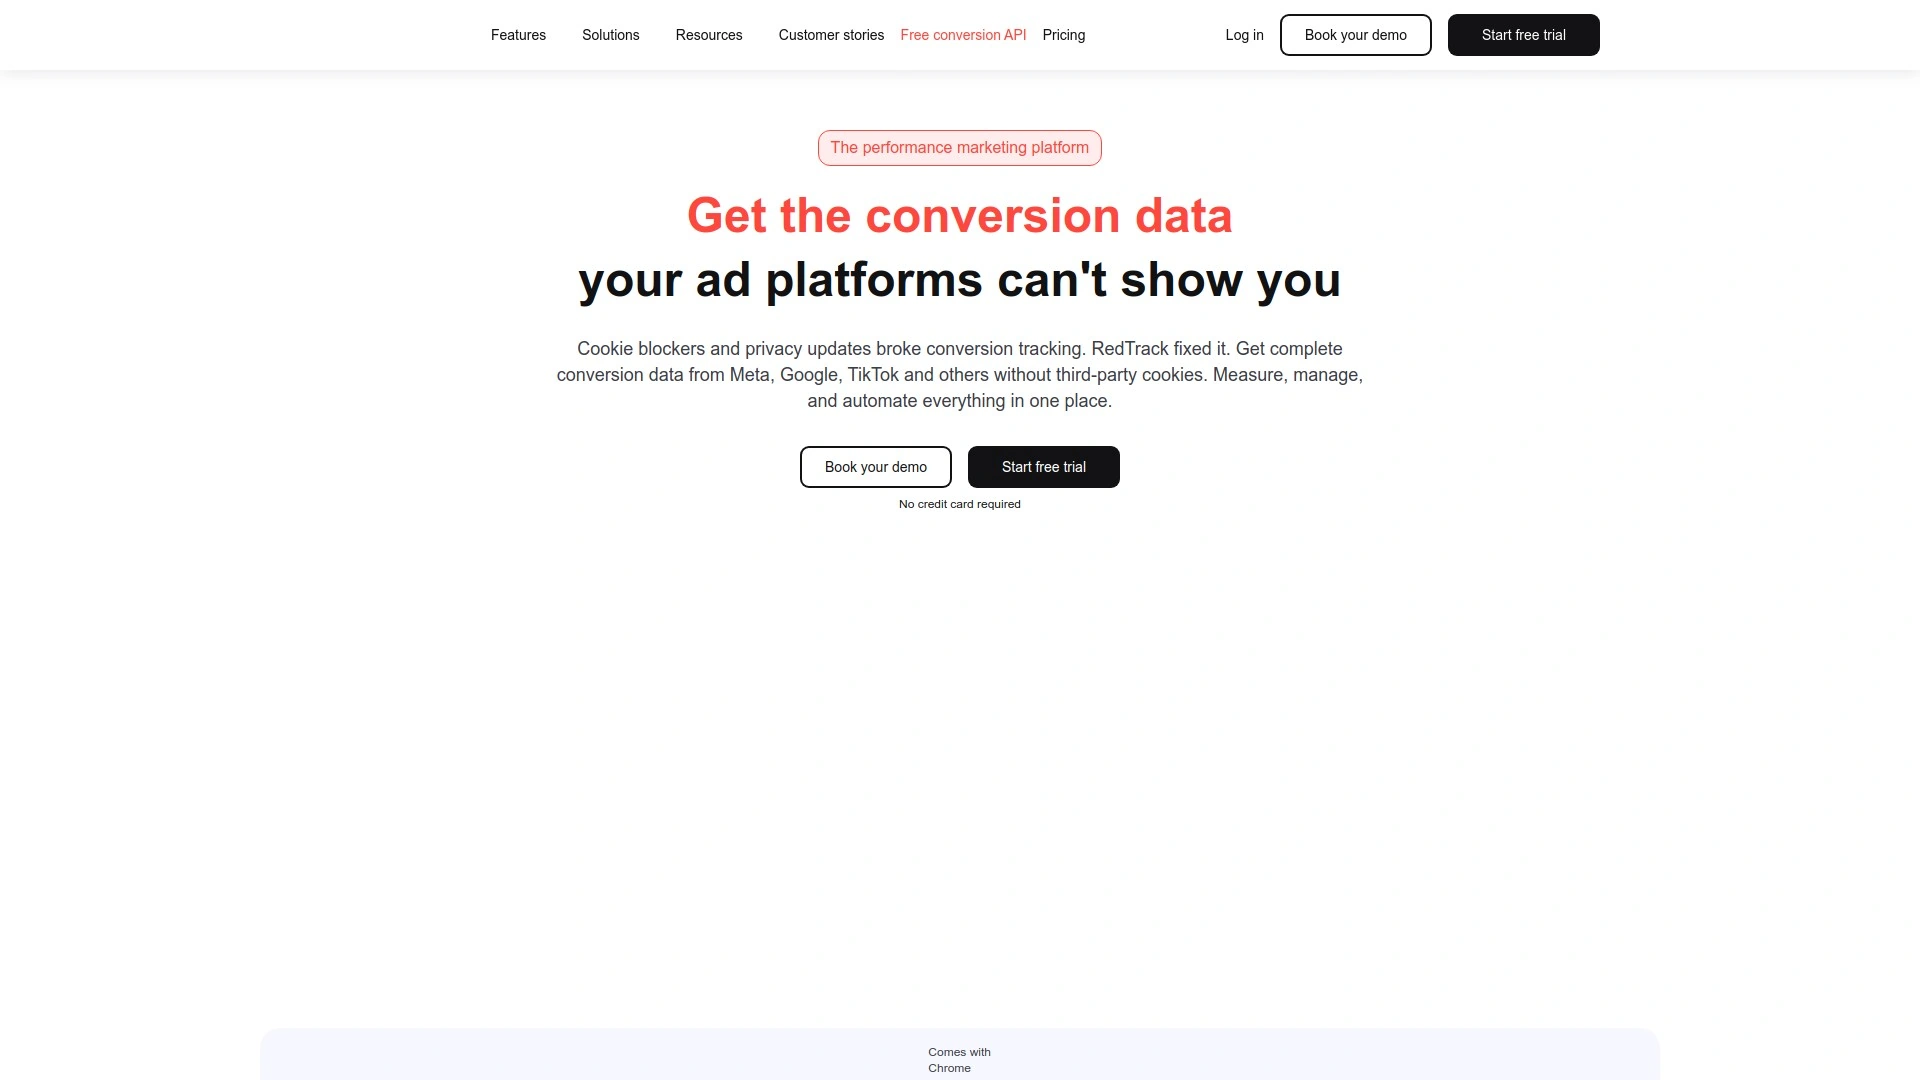 Features Solutions Resources Customer stories Free conversion API Pricing Log in Book your demo Start free trial
The performance marketing platform
Get the conversion data
your ad platforms can't show you
Cookie blockers and privacy updates broke conversion tracking. RedTrack fixed it. Get complete
conversion data from Meta, Google, TikTok and others without third-party cookies. Measure, manage,
and automate everything in one place.
Book your demo Start free trial
No credit card required
Comes with
Chrome